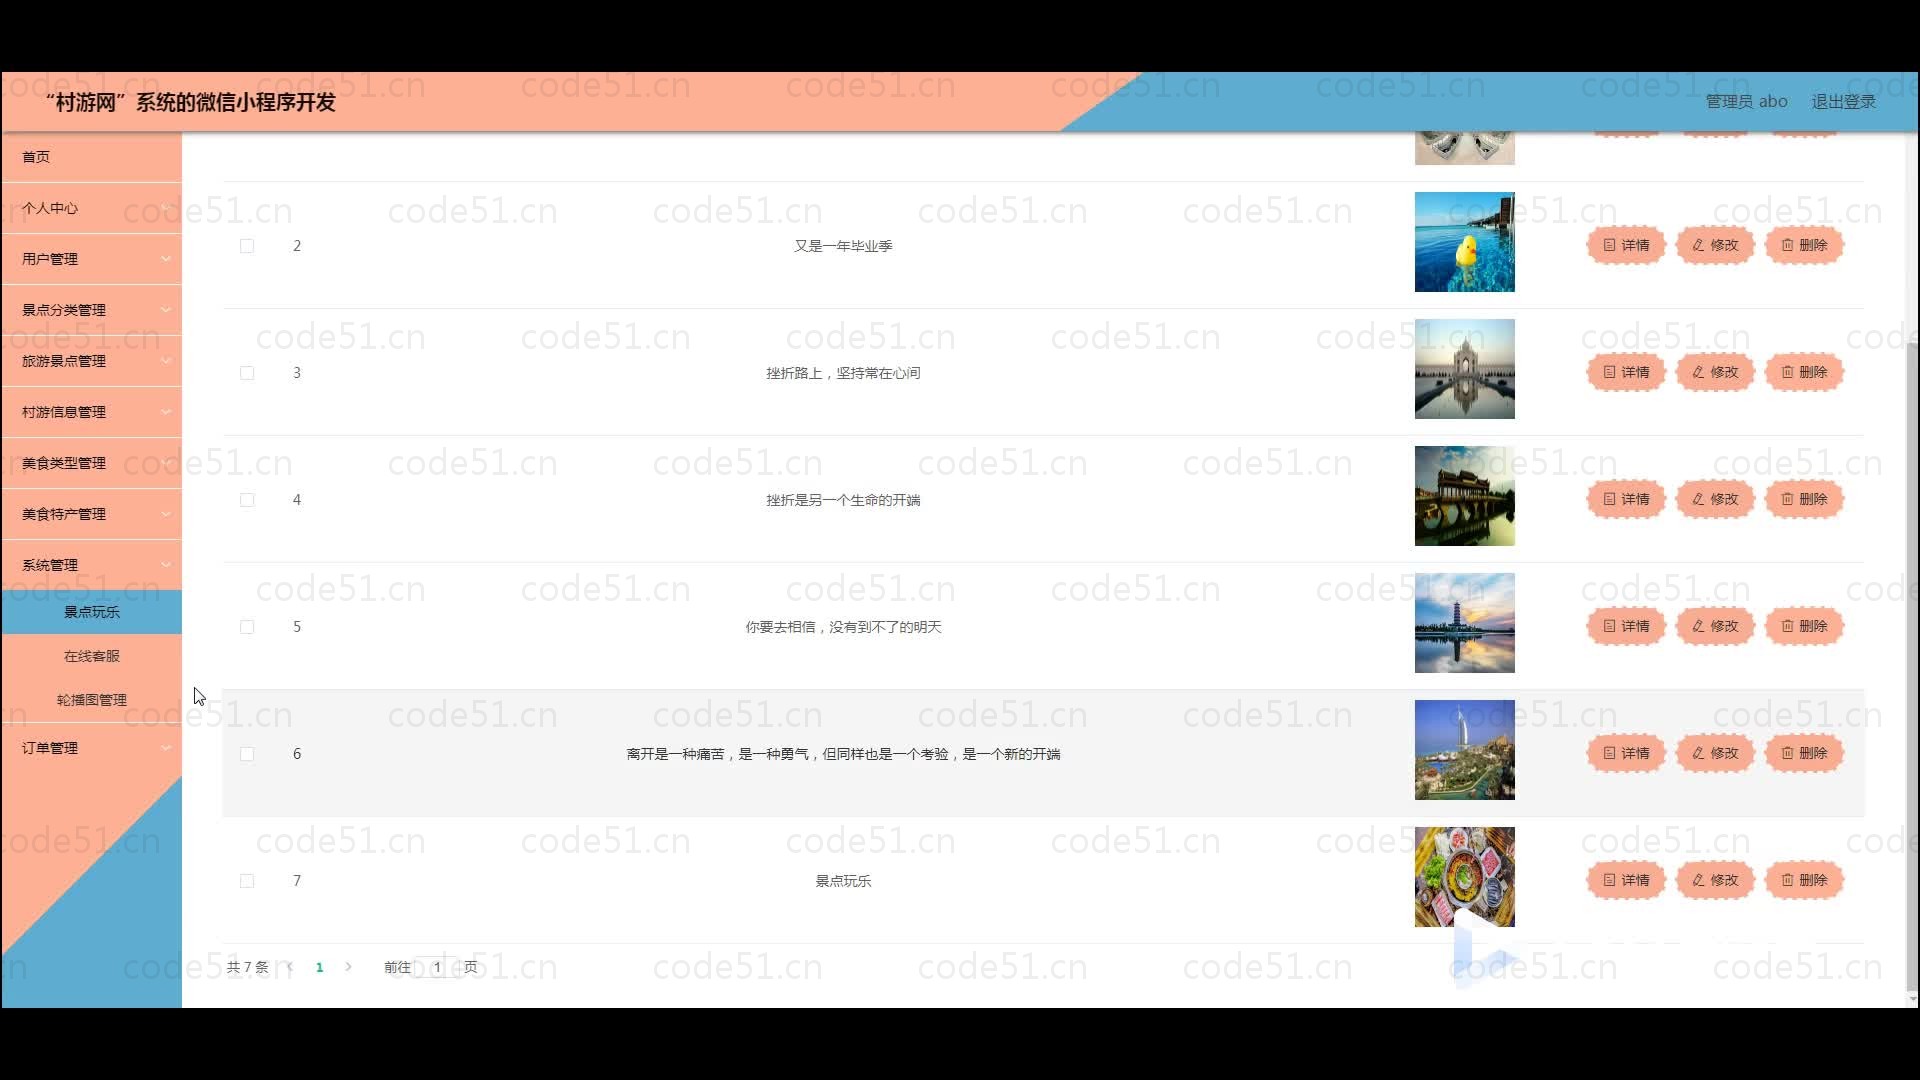 “村游网”系统的微信小程序开发
管理员 abo 退出登录
首页
个人中心
用户管理
景点分类管理
旅游景点管理
村游信息管理
美食类型管理
美食特产管理
系统管理
景点玩乐
在线客服
轮播图管理
订单管理
2 又是一年毕业季 详情 修改 删除
3 挫折路上，坚持常在心间 详情 修改 删除
4 挫折是另一个生命的开端 详情 修改 删除
5 你要去相信，没有到不了的明天 详情 修改 删除
6 离开是一种痛苦，是一种勇气，但同样也是一个考验，是一个新的开端 详情 修改 删除
7 景点玩乐 详情 修改 删除
共 7 条 1 前往 1 页
code51.cn